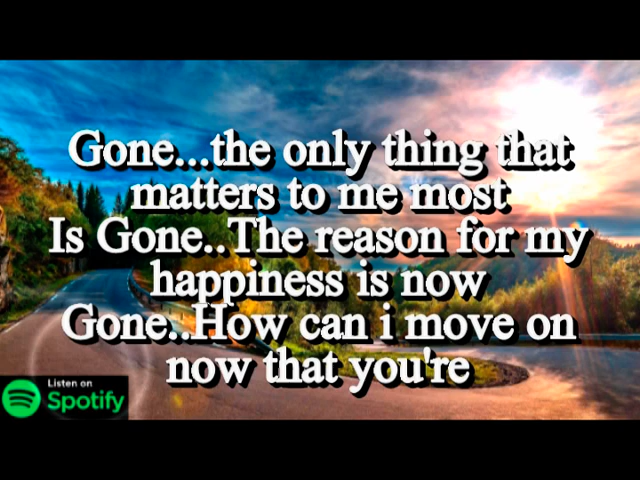 Gone...the only thing that
matters to me most
Is Gone..The reason for my
happiness is now
Gone..How can i move on
now that you're
Listen on
Spotify